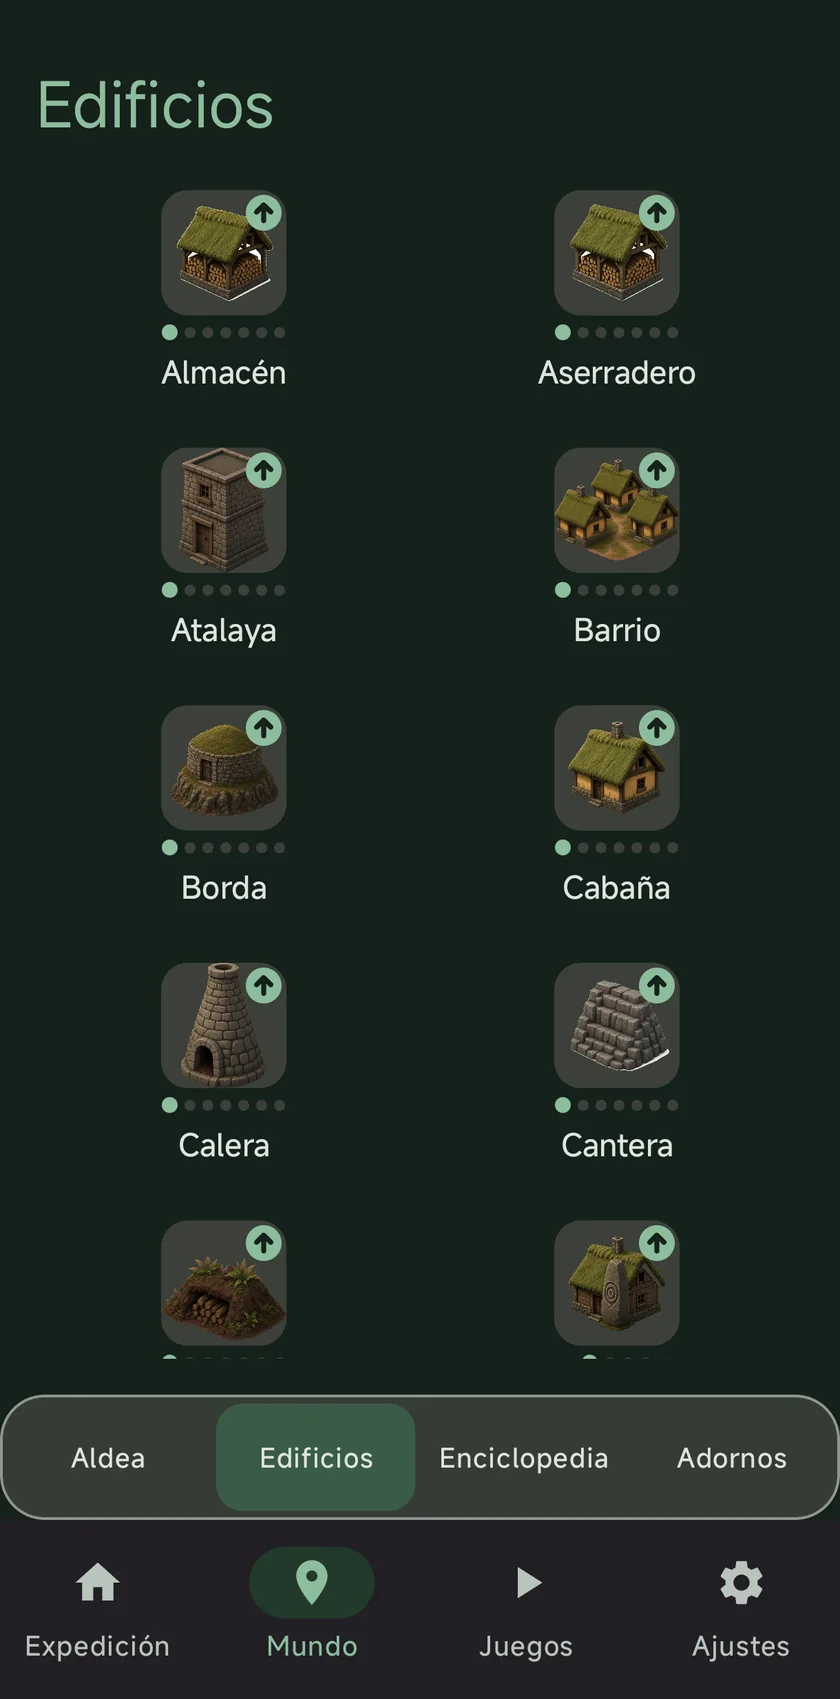 Edificios
Almacén
Aserradero
Atalaya
Barrio
Borda
Cabaña
Calera
Cantera
Aldea
Edificios
Enciclopedia
Adornos
Expedición
Mundo
Juegos
Ajustes